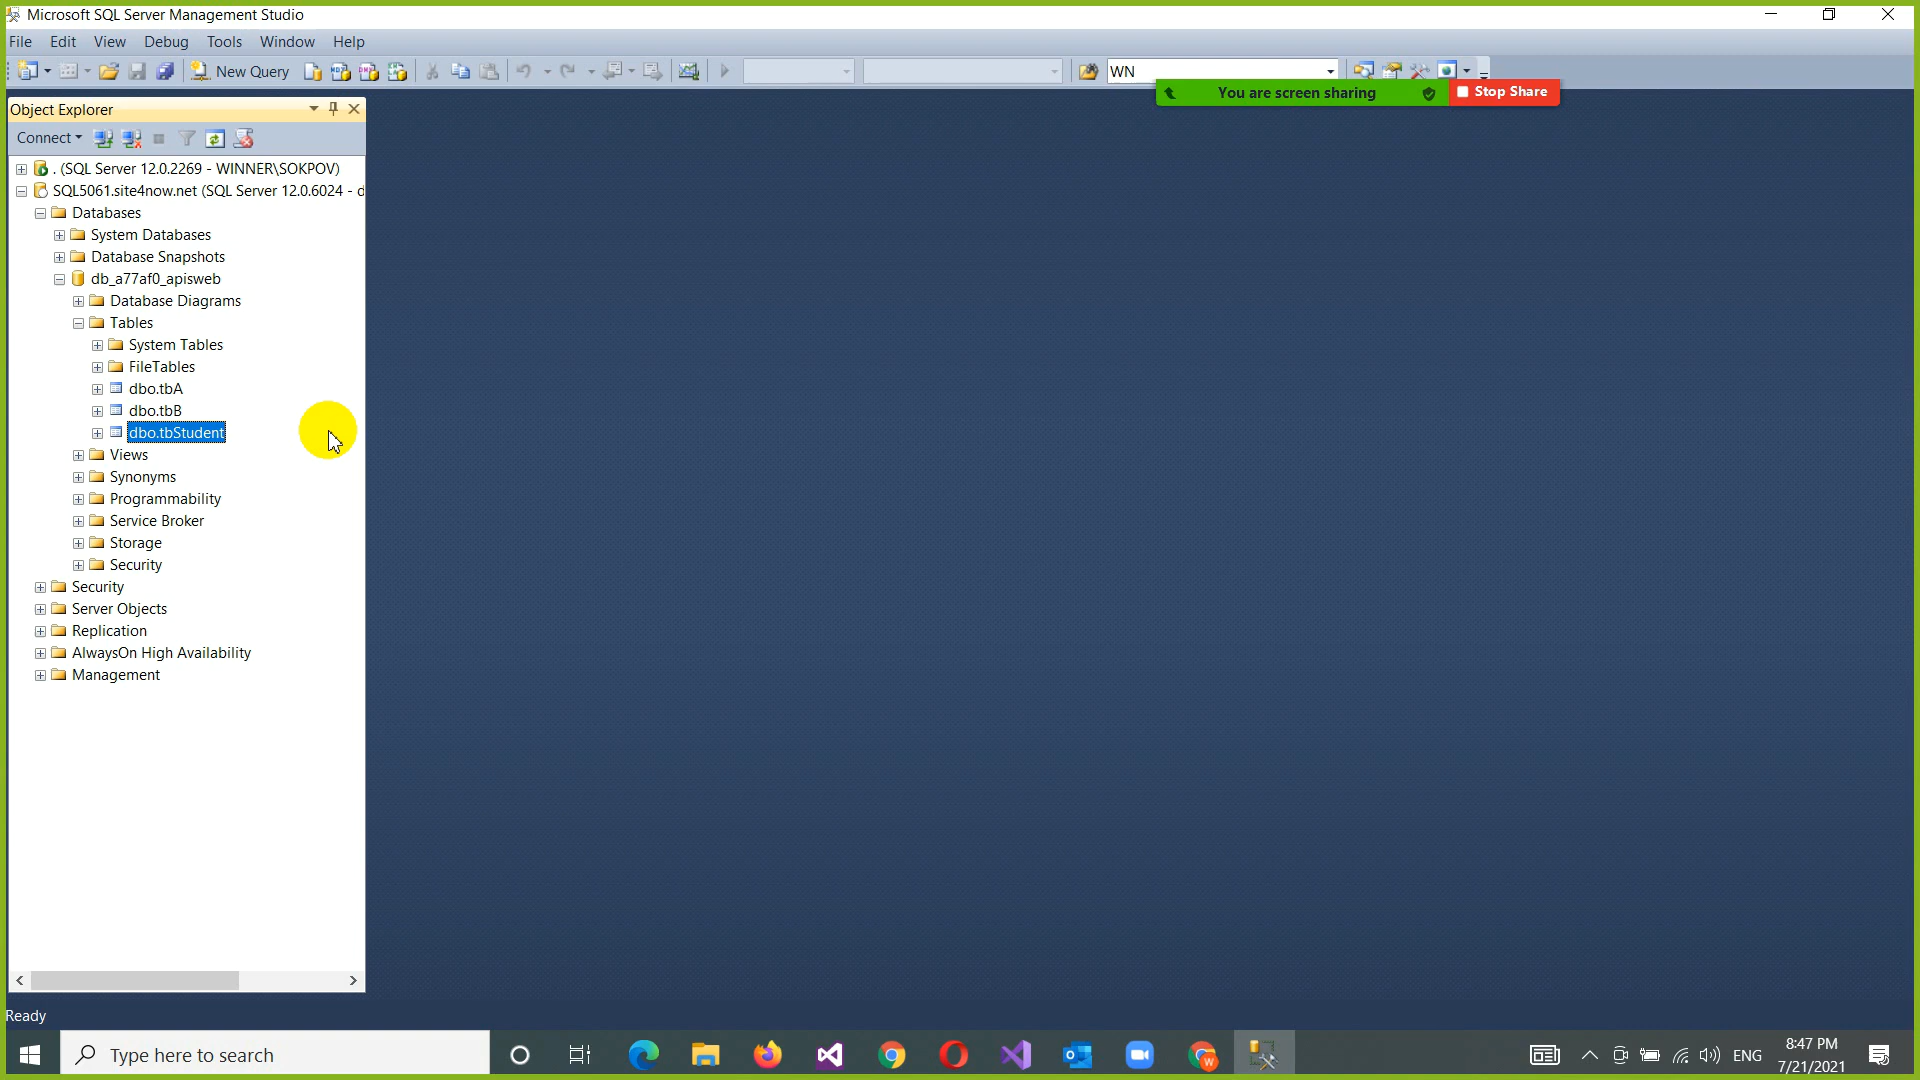 Microsoft SQL Server Management Studio
File Edit View Debug Tools Window Help
New Query
WN
You are screen sharing
Stop Share
Object Explorer
Connect
. (SQL Server 12.0.2269 - WINNER\SOKPOV)
SQL5061.site4now.net (SQL Server 12.0.6024 - d
Databases
System Databases
Database Snapshots
db_a77af0_apisweb
Database Diagrams
Tables
System Tables
FileTables
dbo.tbA
dbo.tbB
dbo.tbStudent
Views
Synonyms
Programmability
Service Broker
Storage
Security
Security
Server Objects
Replication
AlwaysOn High Availability
Management
Ready
Type here to search
ENG
8:47 PM
7/21/2021